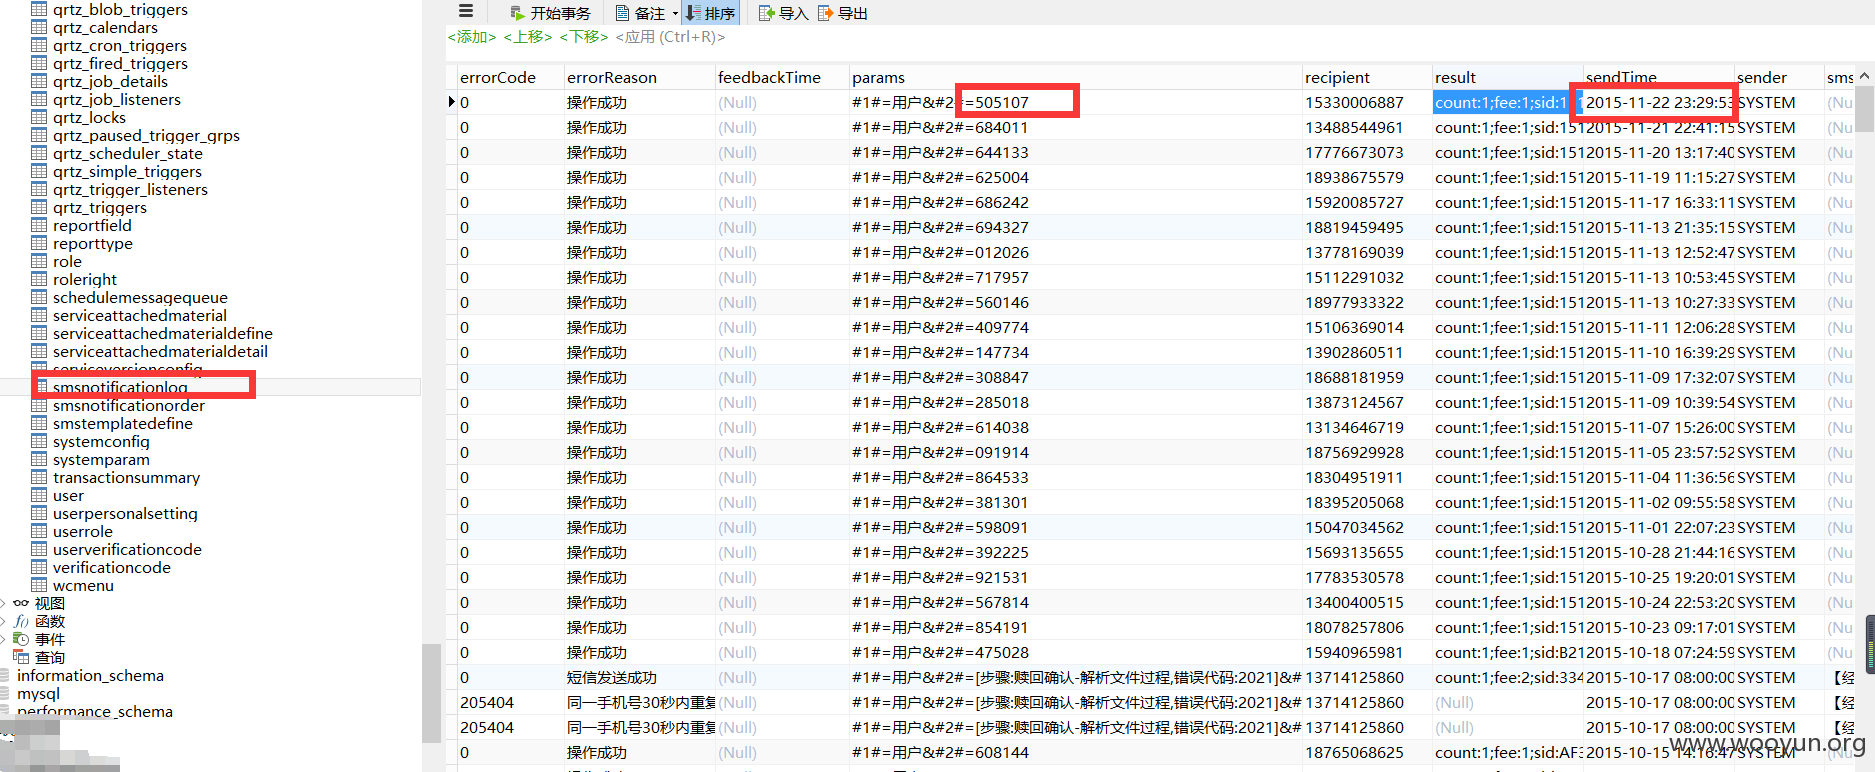 qrtz_blob_triggers
qrtz_calendars
qrtz_cron_triggers
qrtz_fired_triggers
qrtz_job_details
qrtz_job_listeners
qrtz_locks
qrtz_paused_trigger_grps
qrtz_scheduler_state
qrtz_simple_triggers
qrtz_trigger_listeners
qrtz_triggers
reportfield
reporttype
role
roleright
schedulemessagequeue
serviceattachedmaterial
serviceattachedmaterialdefine
serviceattachedmaterialdetail
serviceversionconfig
smsnotificationlog
smsnotificationorder
smstemplatedefine
systemconfig
systemparam
transactionsummary
user
userpersonalsetting
userrole
userverificationcode
verificationcode
wcmenu
视图
函数
事件
查询
information_schema
mysql
performance_schema
开始事务 备注 排序 导入 导出
<添加> <上移> <下移> <应用 (Ctrl+R)>
errorCode errorReason feedbackTime params recipient result sendTime sender sms
0 操作成功 (Null) #1#=用户&#2#=505107 15330006887 count:1;fee:1;sid:1 2015-11-22 23:29:53 SYSTEM (Nu
0 操作成功 (Null) #1#=用户&#2#=684011 13488544961 count:1;fee:1;sid:151 2015-11-21 22:41:15 SYSTEM (Nu
0 操作成功 (Null) #1#=用户&#2#=644133 17776673073 count:1;fee:1;sid:151 2015-11-20 13:17:40 SYSTEM (Nu
0 操作成功 (Null) #1#=用户&#2#=625004 18938675579 count:1;fee:1;sid:151 2015-11-19 11:15:27 SYSTEM (Nu
0 操作成功 (Null) #1#=用户&#2#=686242 15920085727 count:1;fee:1;sid:151 2015-11-17 16:33:11 SYSTEM (Nu
0 操作成功 (Null) #1#=用户&#2#=694327 18819459495 count:1;fee:1;sid:151 2015-11-13 21:35:15 SYSTEM (Nu
0 操作成功 (Null) #1#=用户&#2#=012026 13778169039 count:1;fee:1;sid:151 2015-11-13 12:52:47 SYSTEM (Nu
0 操作成功 (Null) #1#=用户&#2#=717957 15112291032 count:1;fee:1;sid:151 2015-11-13 10:53:45 SYSTEM (Nu
0 操作成功 (Null) #1#=用户&#2#=560146 18977933322 count:1;fee:1;sid:151 2015-11-13 10:27:33 SYSTEM (Nu
0 操作成功 (Null) #1#=用户&#2#=409774 15106369014 count:1;fee:1;sid:151 2015-11-11 12:06:28 SYSTEM (Nu
0 操作成功 (Null) #1#=用户&#2#=147734 13902860511 count:1;fee:1;sid:151 2015-11-10 16:39:29 SYSTEM (Nu
0 操作成功 (Null) #1#=用户&#2#=308847 18688181959 count:1;fee:1;sid:151 2015-11-09 17:32:07 SYSTEM (Nu
0 操作成功 (Null) #1#=用户&#2#=285018 13873124567 count:1;fee:1;sid:151 2015-11-09 10:39:54 SYSTEM (Nu
0 操作成功 (Null) #1#=用户&#2#=614038 13134646719 count:1;fee:1;sid:151 2015-11-07 15:26:00 SYSTEM (Nu
0 操作成功 (Null) #1#=用户&#2#=091914 18756929928 count:1;fee:1;sid:151 2015-11-05 23:57:52 SYSTEM (Nu
0 操作成功 (Null) #1#=用户&#2#=864533 18304951911 count:1;fee:1;sid:151 2015-11-04 11:36:56 SYSTEM (Nu
0 操作成功 (Null) #1#=用户&#2#=381301 18395205068 count:1;fee:1;sid:151 2015-11-02 09:55:58 SYSTEM (Nu
0 操作成功 (Null) #1#=用户&#2#=598091 15047034562 count:1;fee:1;sid:151 2015-11-01 22:07:23 SYSTEM (Nu
0 操作成功 (Null) #1#=用户&#2#=392225 15693135655 count:1;fee:1;sid:151 2015-10-28 21:44:16 SYSTEM (Nu
0 操作成功 (Null) #1#=用户&#2#=921531 17783530578 count:1;fee:1;sid:151 2015-10-25 19:20:01 SYSTEM (Nu
0 操作成功 (Null) #1#=用户&#2#=567814 13400400515 count:1;fee:1;sid:151 2015-10-24 22:53:20 SYSTEM (Nu
0 操作成功 (Null) #1#=用户&#2#=854191 18078257806 count:1;fee:1;sid:151 2015-10-23 09:17:01 SYSTEM (Nu
0 操作成功 (Null) #1#=用户&#2#=475028 15940965981 count:1;fee:1;sid:B21 2015-10-18 07:24:59 SYSTEM (Nu
0 短信发送成功 (Null) #1#=用户&#2#=[步骤:赎回确认-解析文件过程,错误代码:2021]&# 13714125860 count:1;fee:2;sid:334 2015-10-17 08:00:00 SYSTEM 【经
205404 同一手机号30秒内重复 (Null) #1#=用户&#2#=[步骤:赎回确认-解析文件过程,错误代码:2021]&# 13714125860 (Null) 2015-10-17 08:00:00 SYSTEM 【经
205404 同一手机号30秒内重复 (Null) #1#=用户&#2#=[步骤:赎回确认-解析文件过程,错误代码:2021]&# 13714125860 (Null) 2015-10-17 08:00:00 SYSTEM 【经
0 操作成功 (Null) #1#=用户&#2#=608144 18765068625 count:1;fee:1;sid:AF3 2015-10-15 14:16:47 SYSTEM (Nu
www.wooyun.org